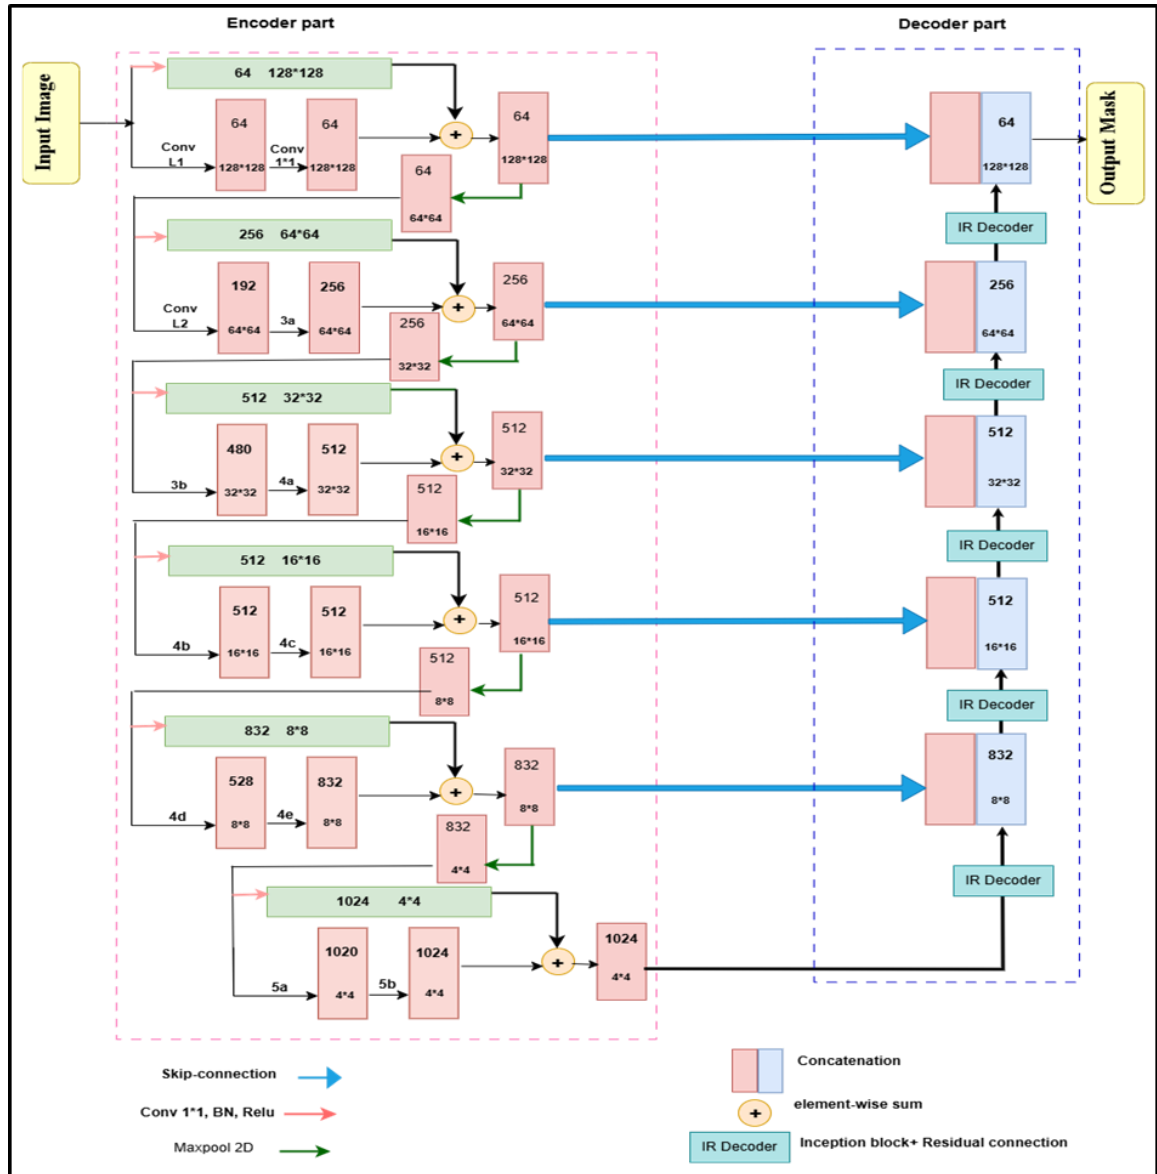 Encoder part
Decoder part
Input Image
64 128*128
Conv L1
64 128*128
Conv 1*1
64 128*128
+
64 128*128
64 64*64
256 64*64
Conv L2
192 64*64
3a
256 64*64
+
256 64*64
256 32*32
512 32*32
3b
480 32*32
4a
512 32*32
+
512 32*32
512 16*16
512 16*16
4b
512 16*16
4c
512 16*16
+
512 16*16
512 8*8
832 8*8
4d
528 8*8
4e
832 8*8
+
832 8*8
832 4*4
1024 4*4
5a
1020 4*4
5b
1024 4*4
+
1024 4*4
64 128*128
Output Mask
IR Decoder
256 64*64
IR Decoder
512 32*32
IR Decoder
512 16*16
IR Decoder
832 8*8
IR Decoder
Skip-connection
Conv 1*1, BN, Relu
Maxpool 2D
Concatenation
+
element-wise sum
IR Decoder
Inception block+ Residual connection